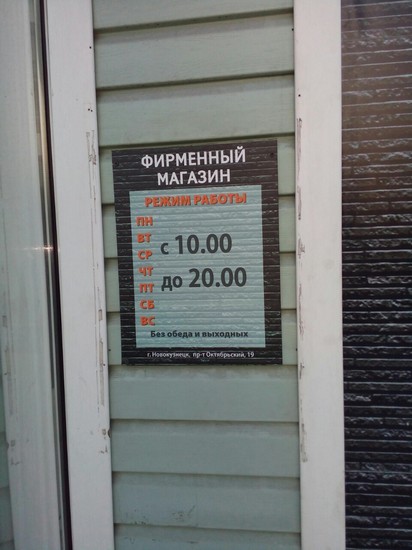 ФИРМЕННЫЙ
МАГАЗИН
РЕЖИМ РАБОТЫ
ПН
ВТ
СР
ЧТ
ПТ
СБ
ВС
с 10.00
до 20.00
Без обеда и выходных
г. Новокузнецк, пр-т Октябрьский, 19